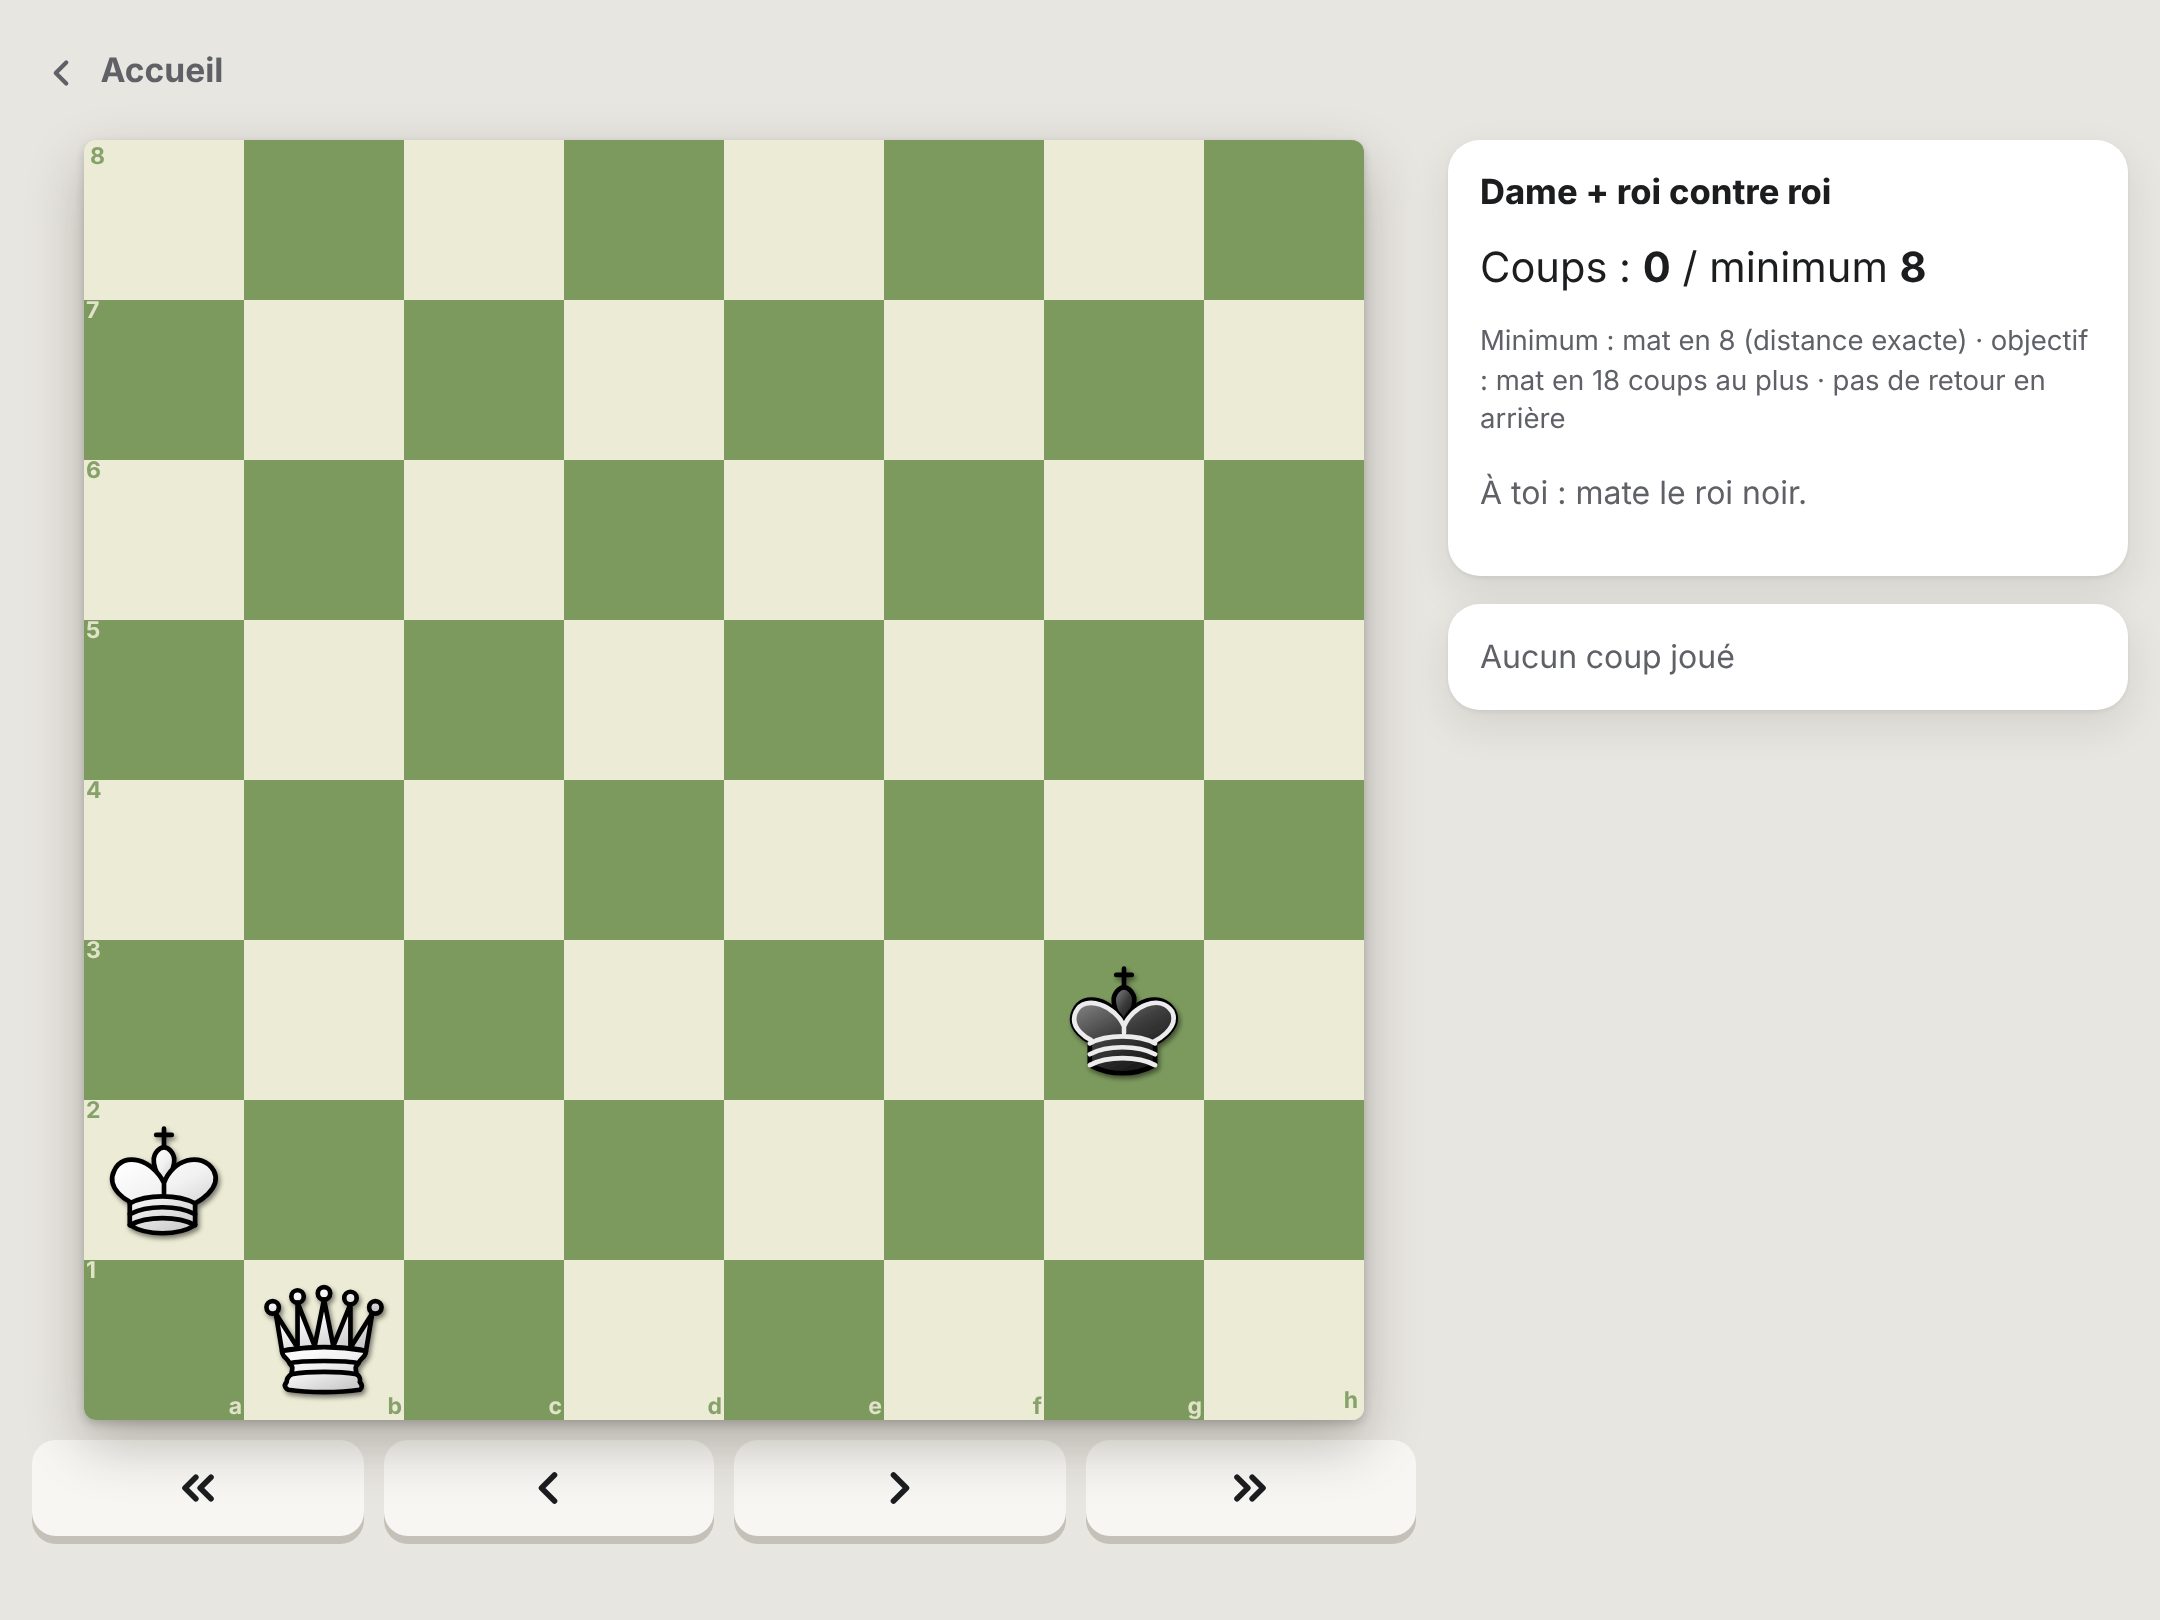 Accueil
8
7
6
5
4
3
2
1
a b c d e f g h
Dame + roi contre roi
Coups : 0 / minimum 8
Minimum : mat en 8 (distance exacte) · objectif
: mat en 18 coups au plus · pas de retour en
arrière
À toi : mate le roi noir.
Aucun coup joué